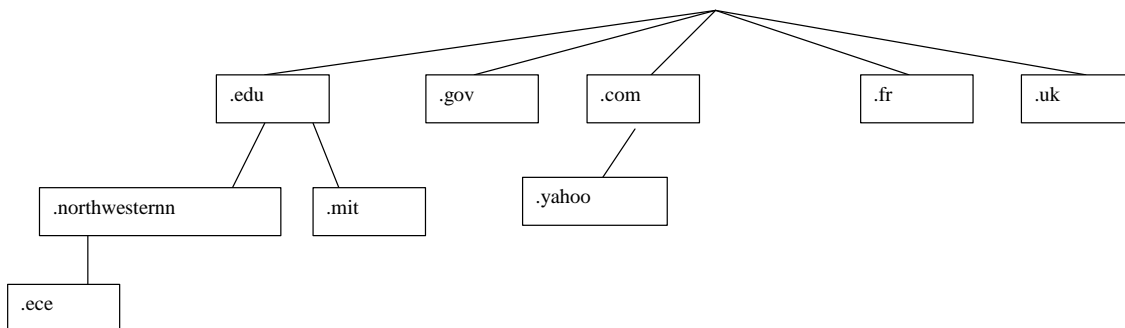 .edu
.gov
.com
.fr
.uk
.northwesternn
.mit
.yahoo
.ece